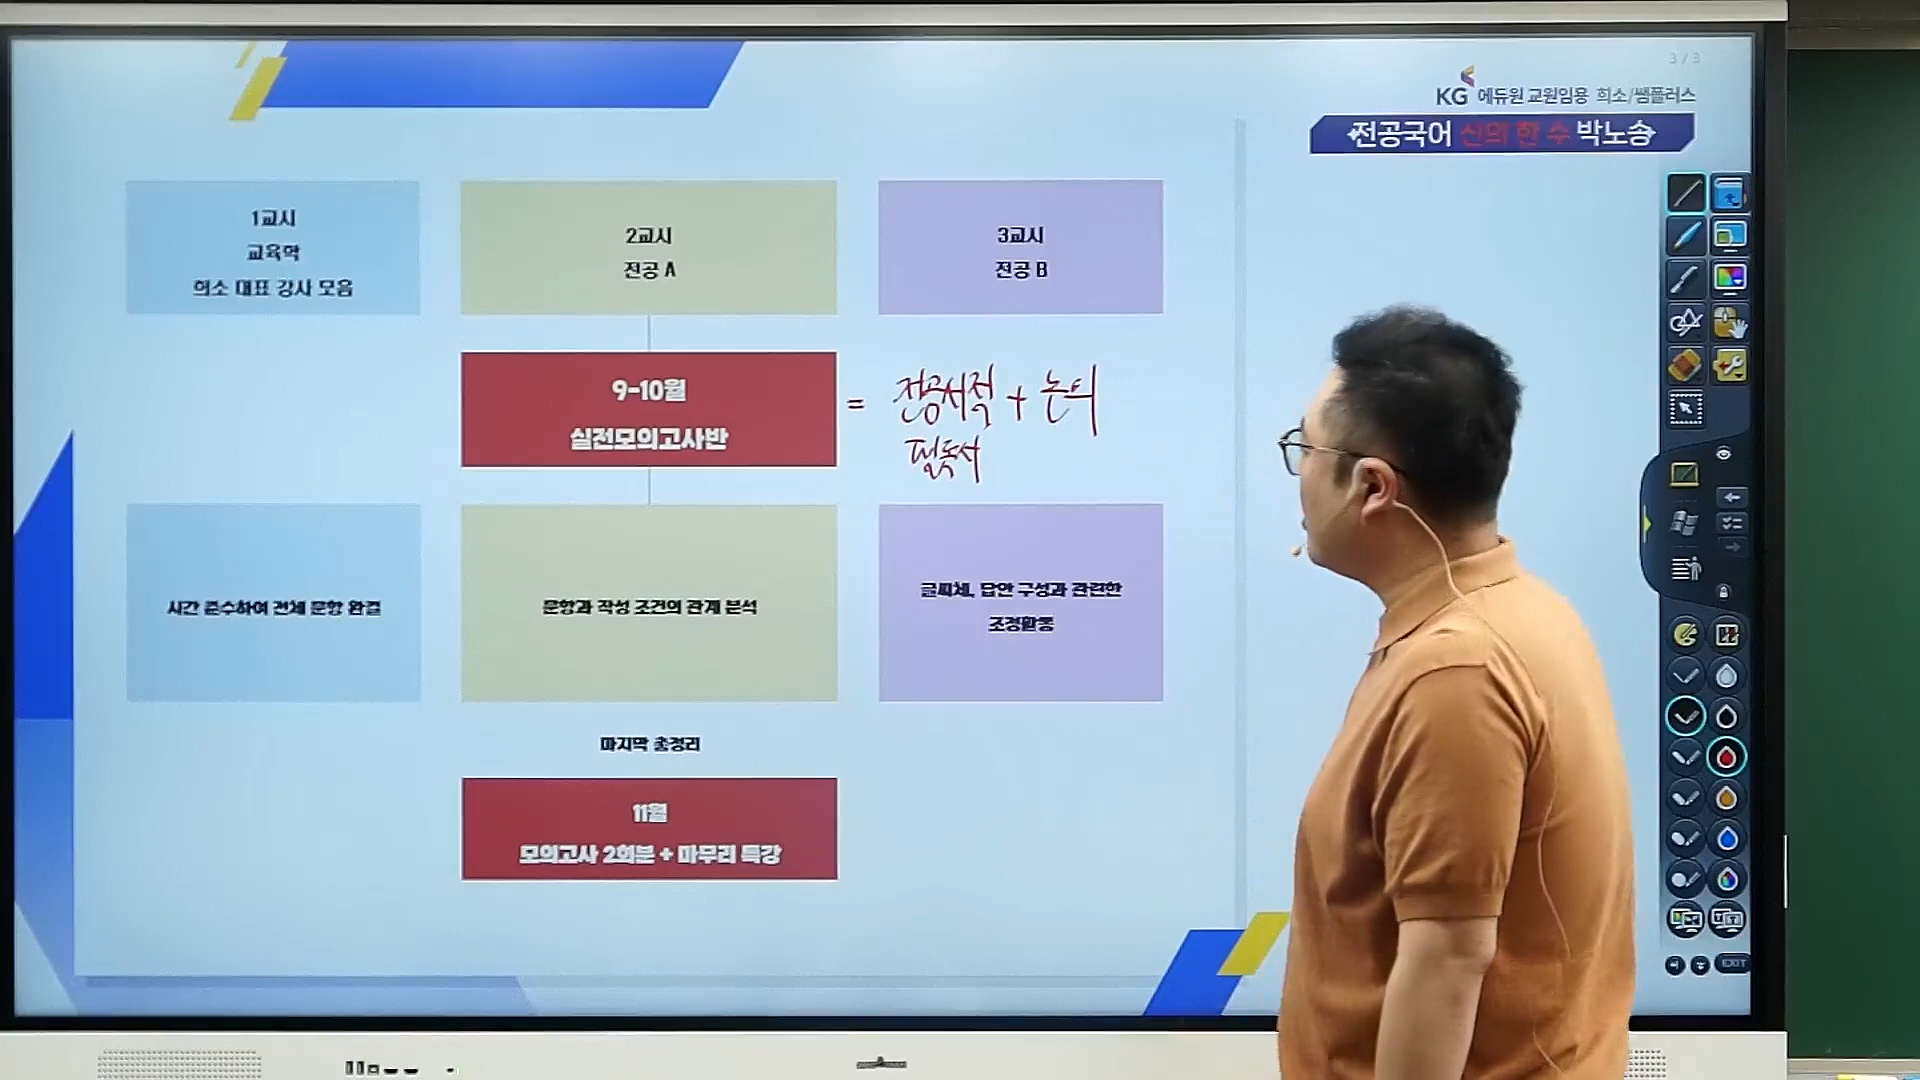 3 / 3
KG 에듀원 교원임용 희소/쌤플러스
전공국어 신의 한 수 박노송
1교시
교육학
희소 대표 강사 모음
2교시
전공 A
3교시
전공 B
9-10월
실전모의고사반
= 전공서적 + 논의
필독서
시간 준수하여 전체 문항 완결
문항과 작성 조건의 관계 분석
글씨체, 답안 구성과 관련한
조정활동
마지막 총정리
11월
모의고사 2회분 + 마무리 특강
EXIT